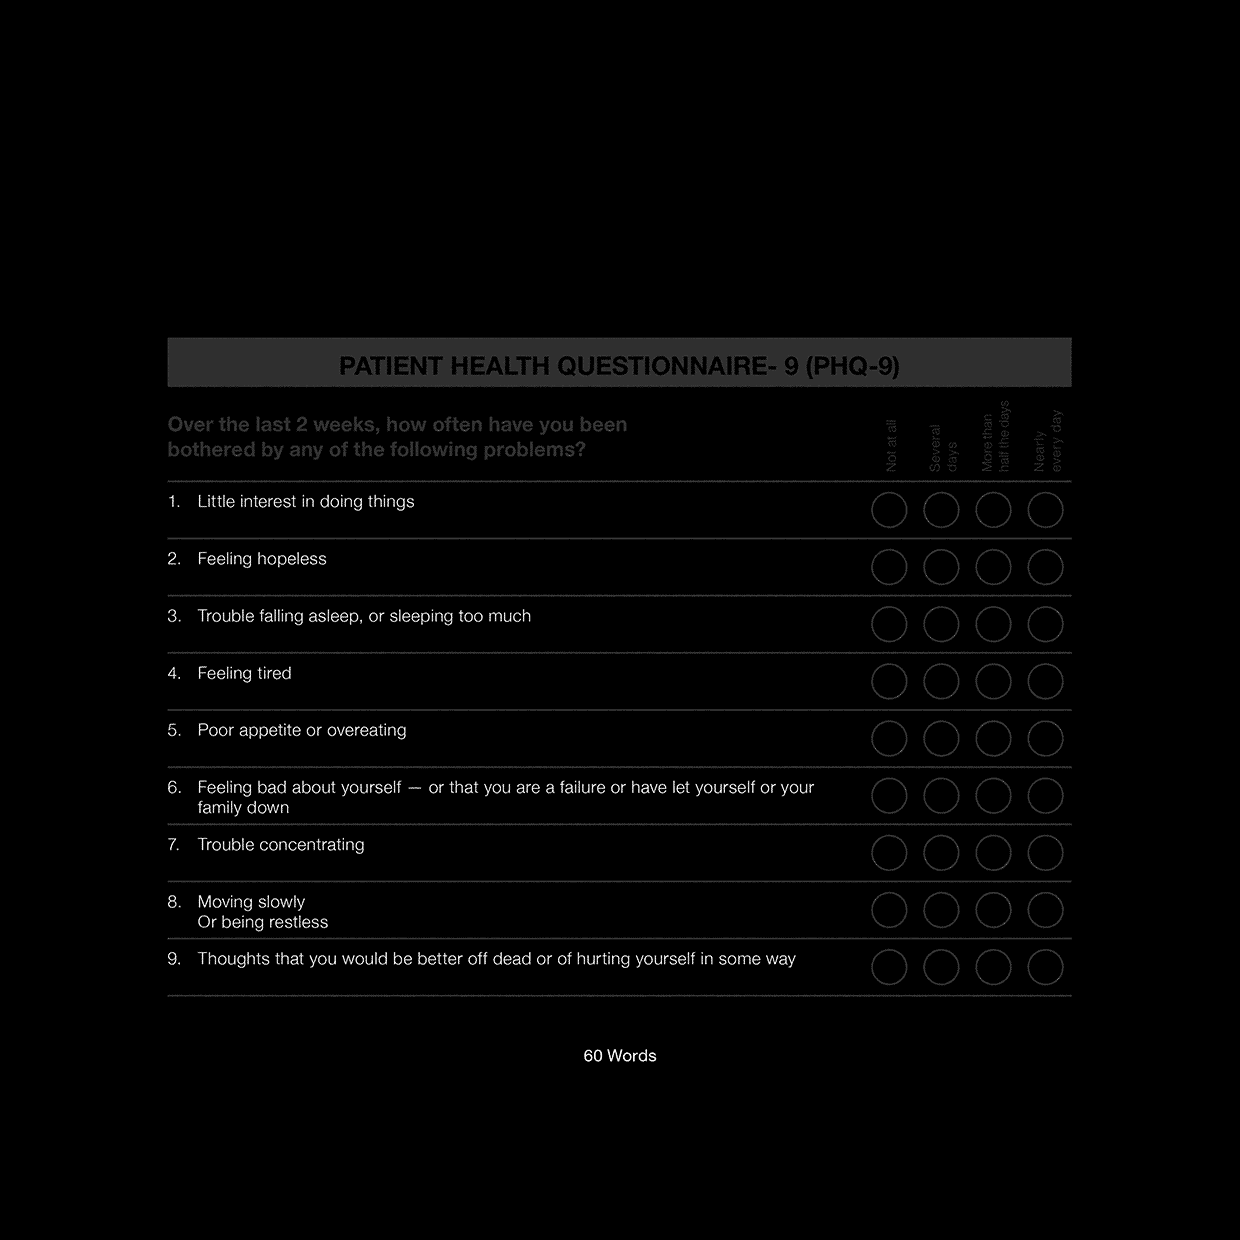 PATIENT HEALTH QUESTIONNAIRE- 9 (PHQ-9)
Over the last 2 weeks, how often have you been
bothered by any of the following problems?
Not at all
Several
days
More than
half the days
Nearly
every day
1. Little interest in doing things
2. Feeling hopeless
3. Trouble falling asleep, or sleeping too much
4. Feeling tired
5. Poor appetite or overeating
6. Feeling bad about yourself — or that you are a failure or have let yourself or your
family down
7. Trouble concentrating
8. Moving slowly
Or being restless
9. Thoughts that you would be better off dead or of hurting yourself in some way
60 Words